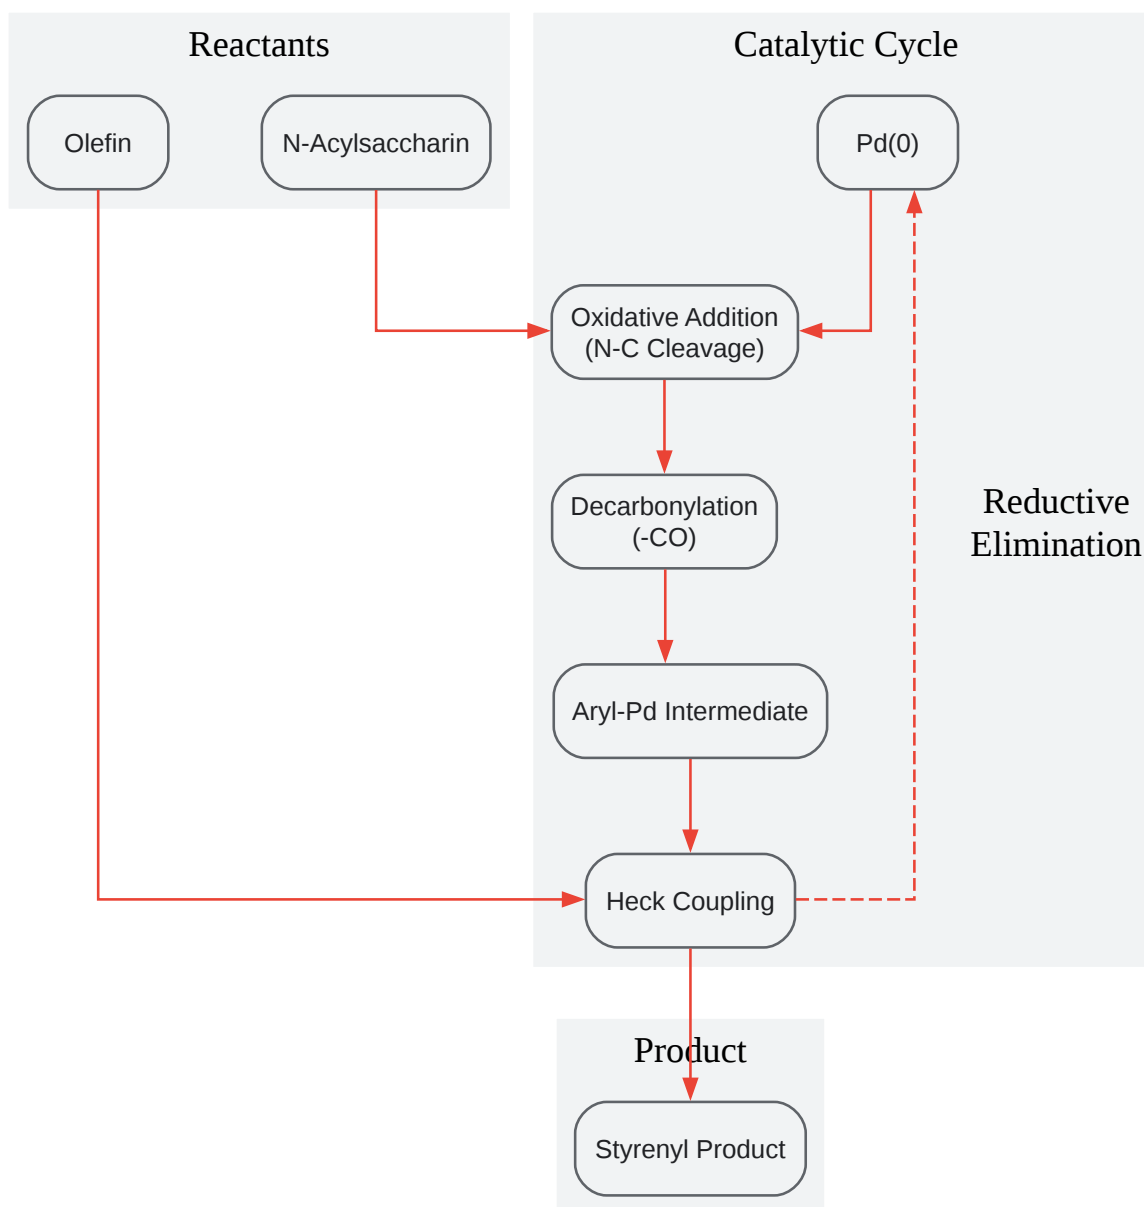 Reactants
Catalytic Cycle
Olefin
N-Acylsaccharin
Pd(0)
Oxidative Addition
(N-C Cleavage)
Decarbonylation
(-CO)
Reductive
Elimination
Aryl-Pd Intermediate
Heck Coupling
Product
Styrenyl Product